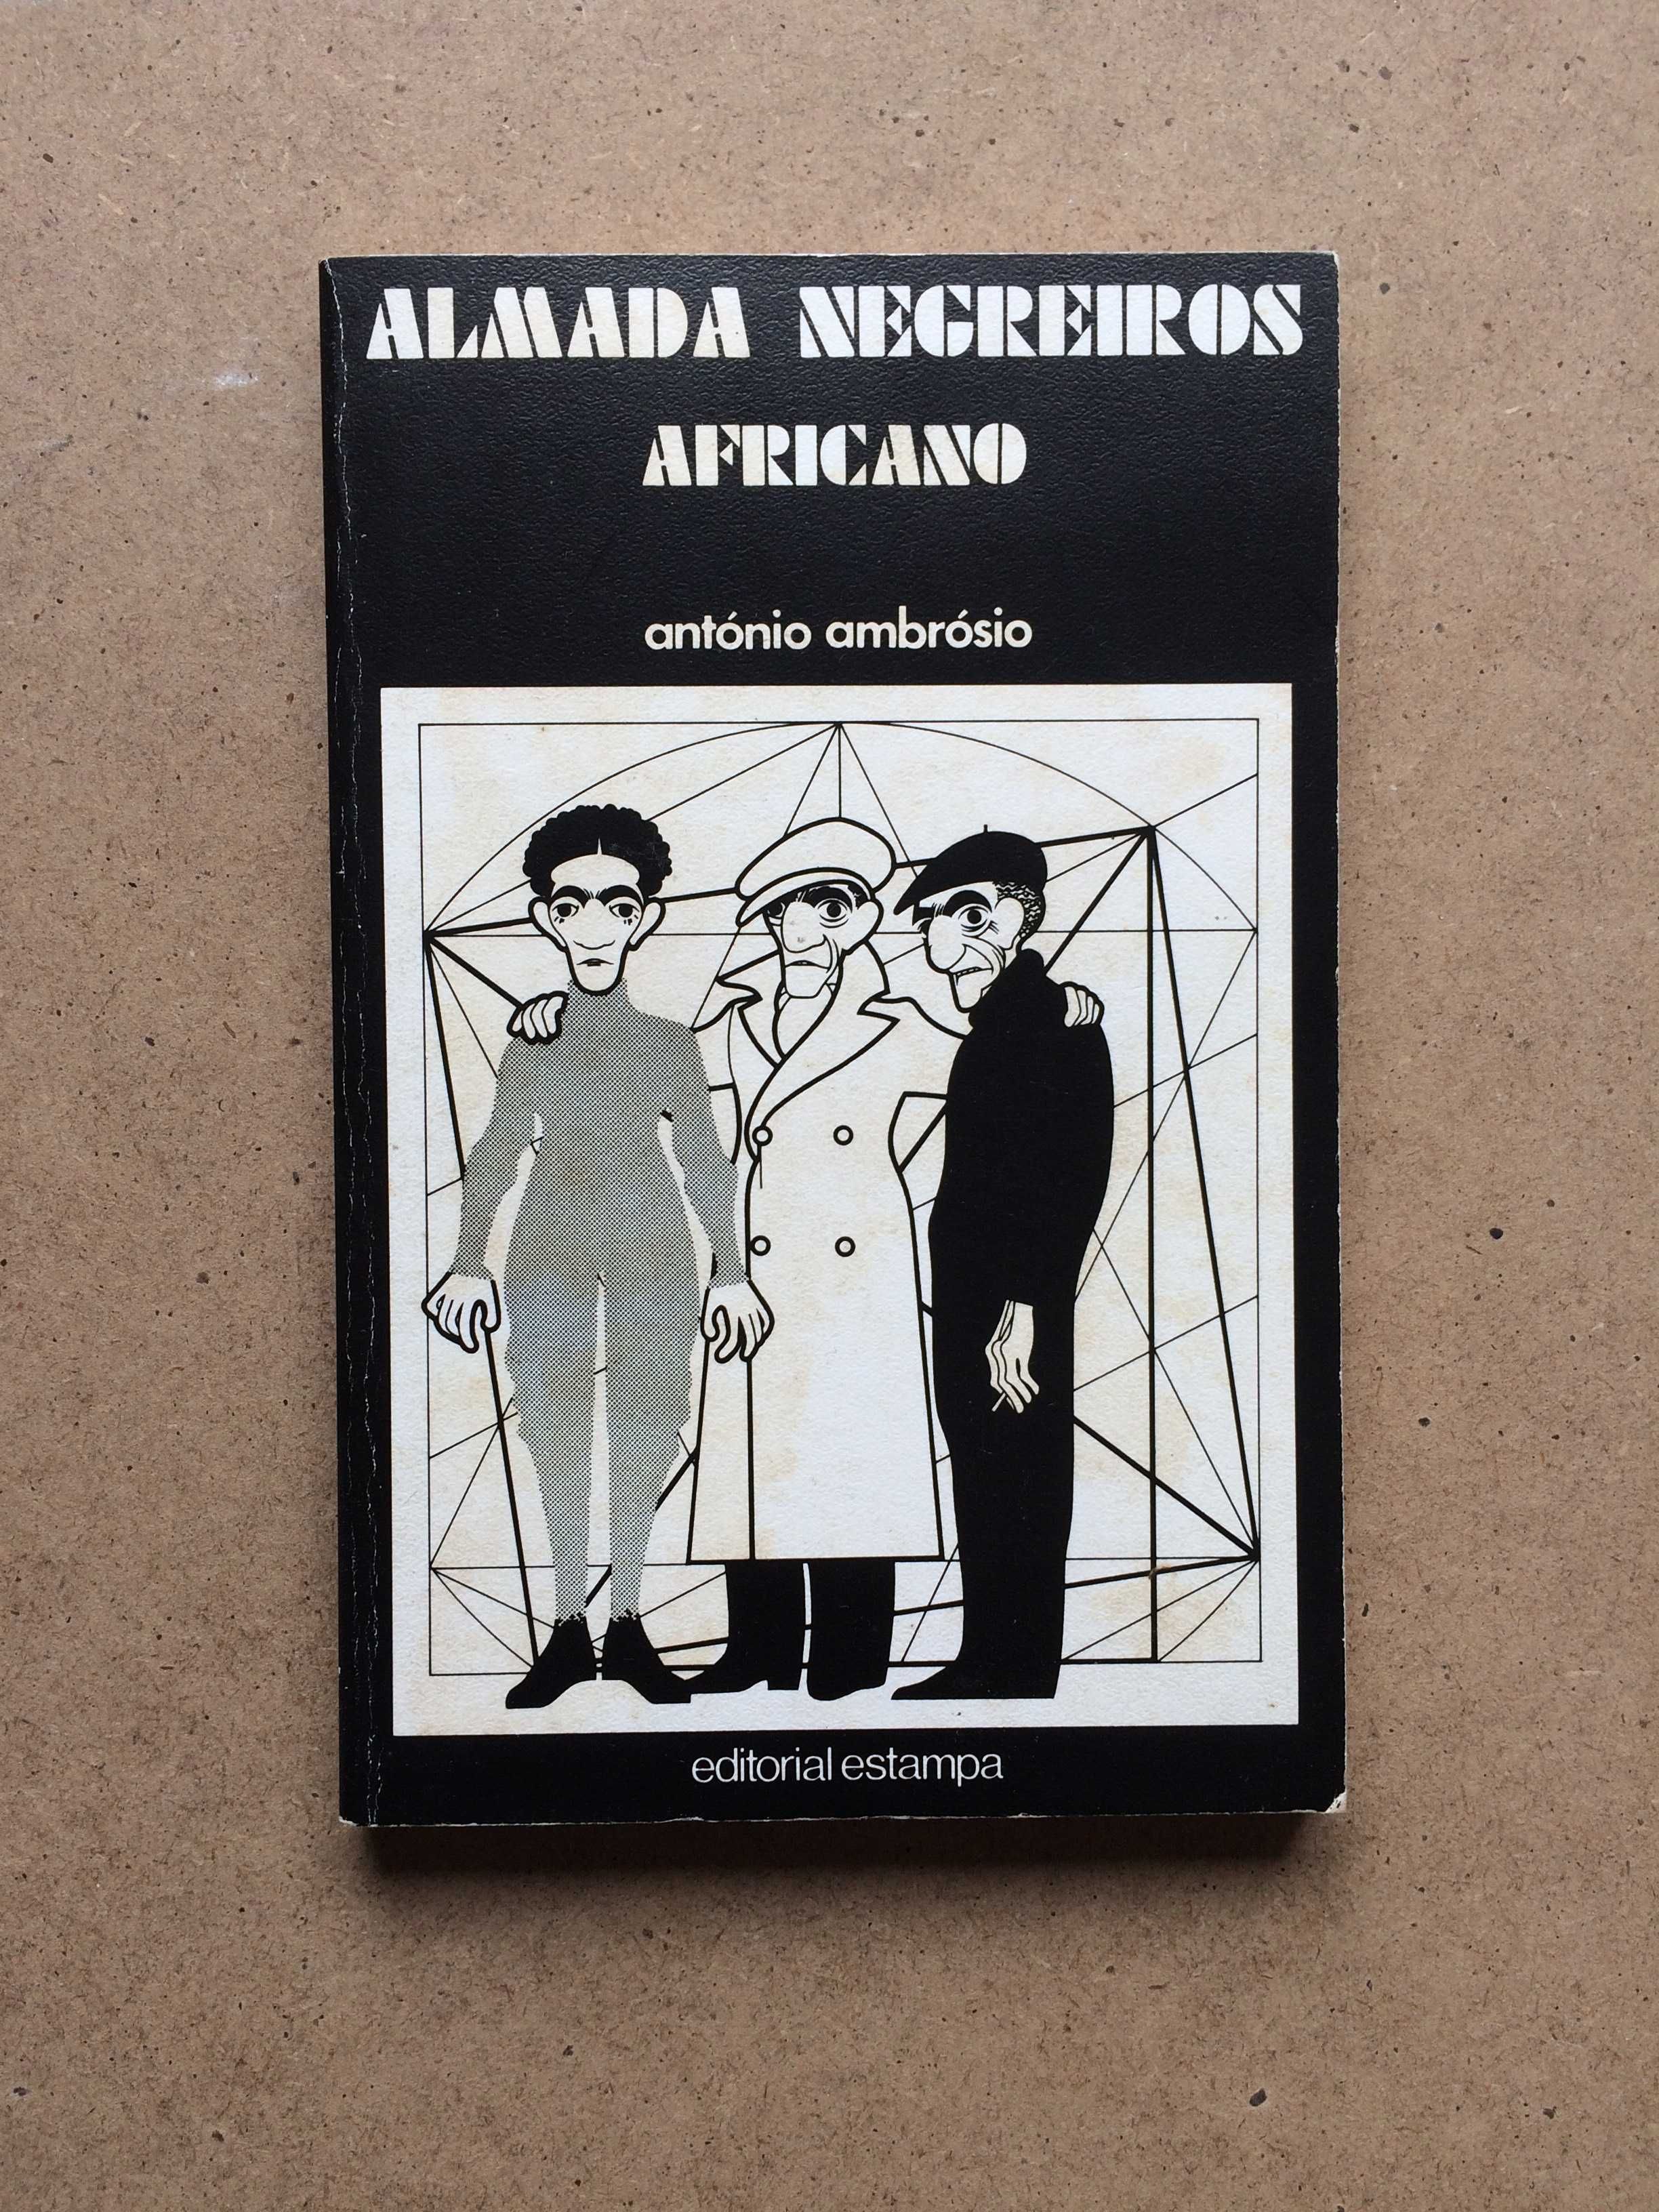 ALMADA NEGREIROS
AFRICANO
antónio ambrósio
editorial estampa